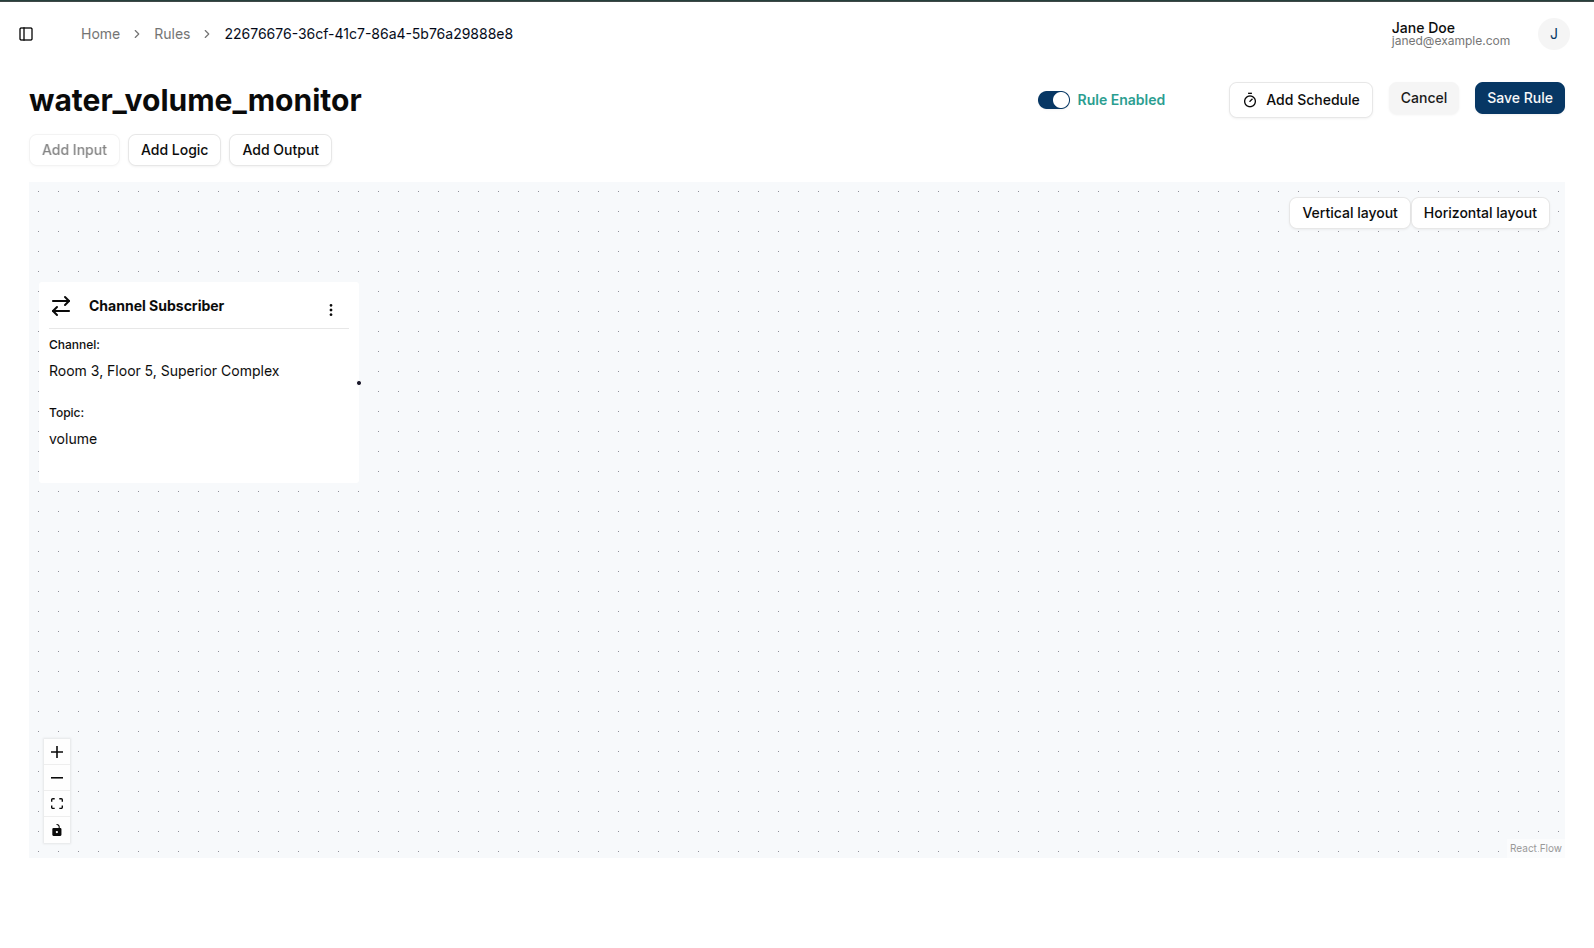 Home > Rules > 22676676-36cf-41c7-86a4-5b76a29888e8
Jane Doe
janed@example.com
J
water_volume_monitor
Rule Enabled
Add Schedule
Cancel
Save Rule
Add Input
Add Logic
Add Output
Vertical layout
Horizontal layout
Channel Subscriber
Channel:
Room 3, Floor 5, Superior Complex
Topic:
volume
React Flow